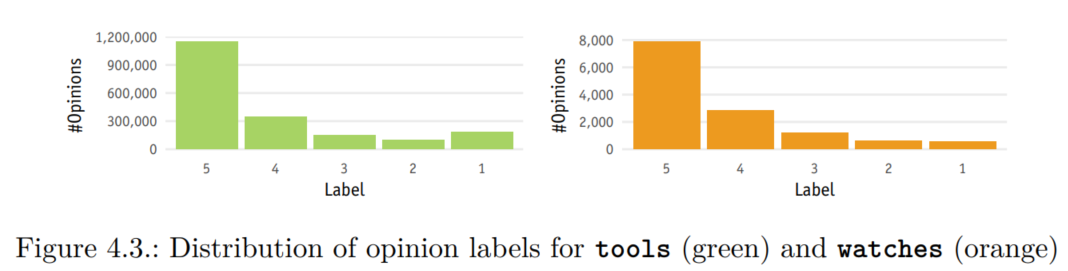 1,200,000
900,000
600,000
300,000
0
#Opinions
5 4 3 2 1
Label
8,000
6,000
4,000
2,000
0
#Opinions
5 4 3 2 1
Label
Figure 4.3.: Distribution of opinion labels for tools (green) and watches (orange)